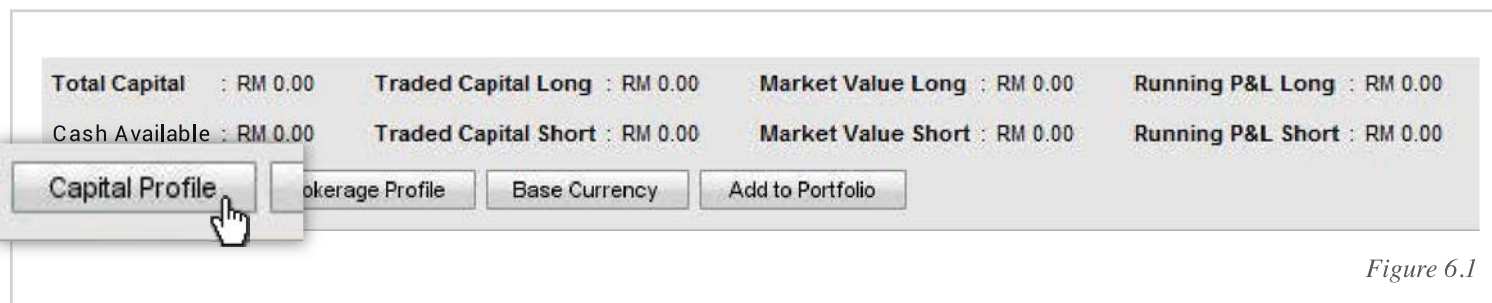 Total Capital : RM 0.00 Traded Capital Long : RM 0.00 Market Value Long : RM 0.00 Running P&L Long : RM 0.00
Cash Available : RM 0.00 Traded Capital Short : RM 0.00 Market Value Short : RM 0.00 Running P&L Short : RM 0.00
Capital Profile okerage Profile Base Currency Add to Portfolio
Figure 6.1